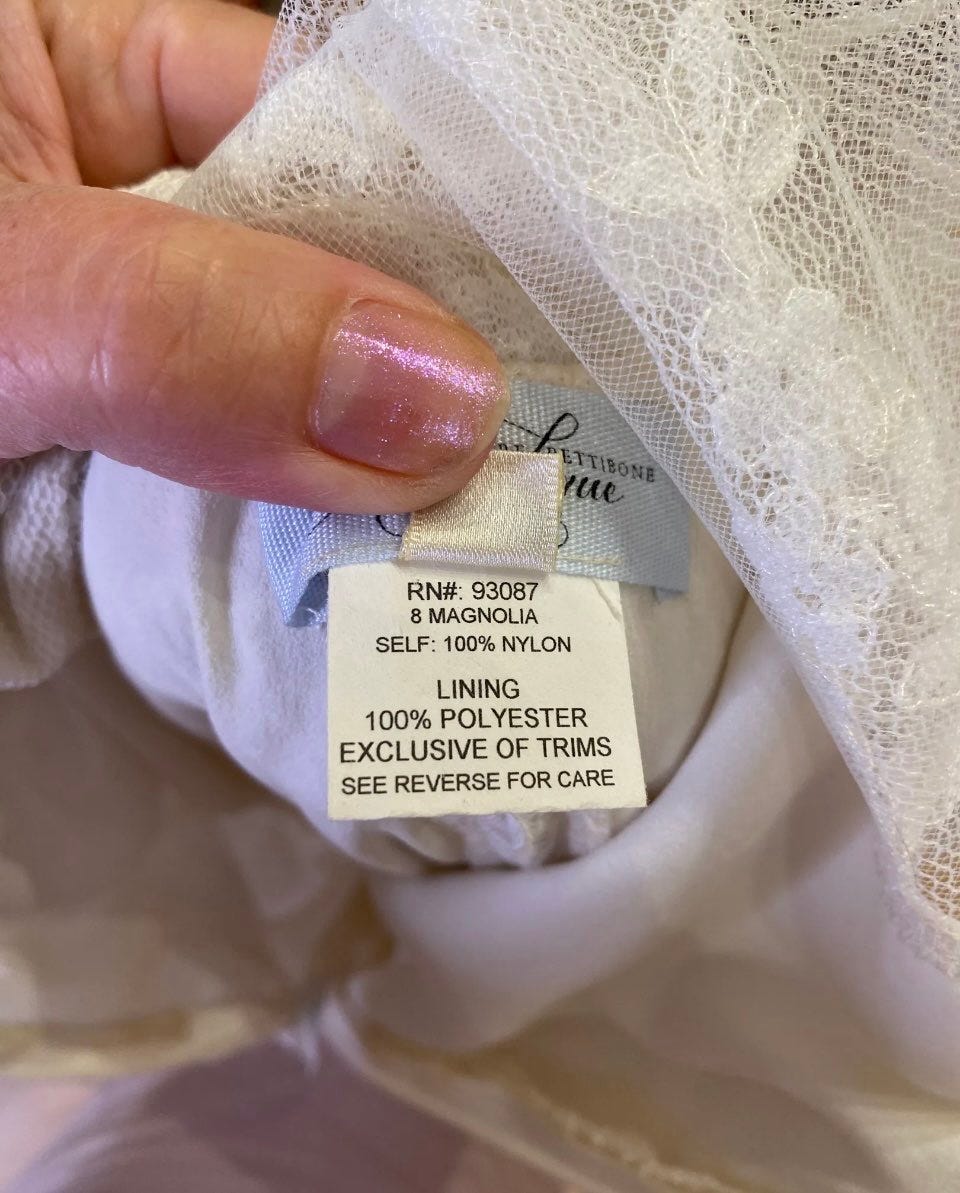 PETTIBONE
RN#: 93087
8 MAGNOLIA
SELF: 100% NYLON
LINING
100% POLYESTER
EXCLUSIVE OF TRIMS
SEE REVERSE FOR CARE